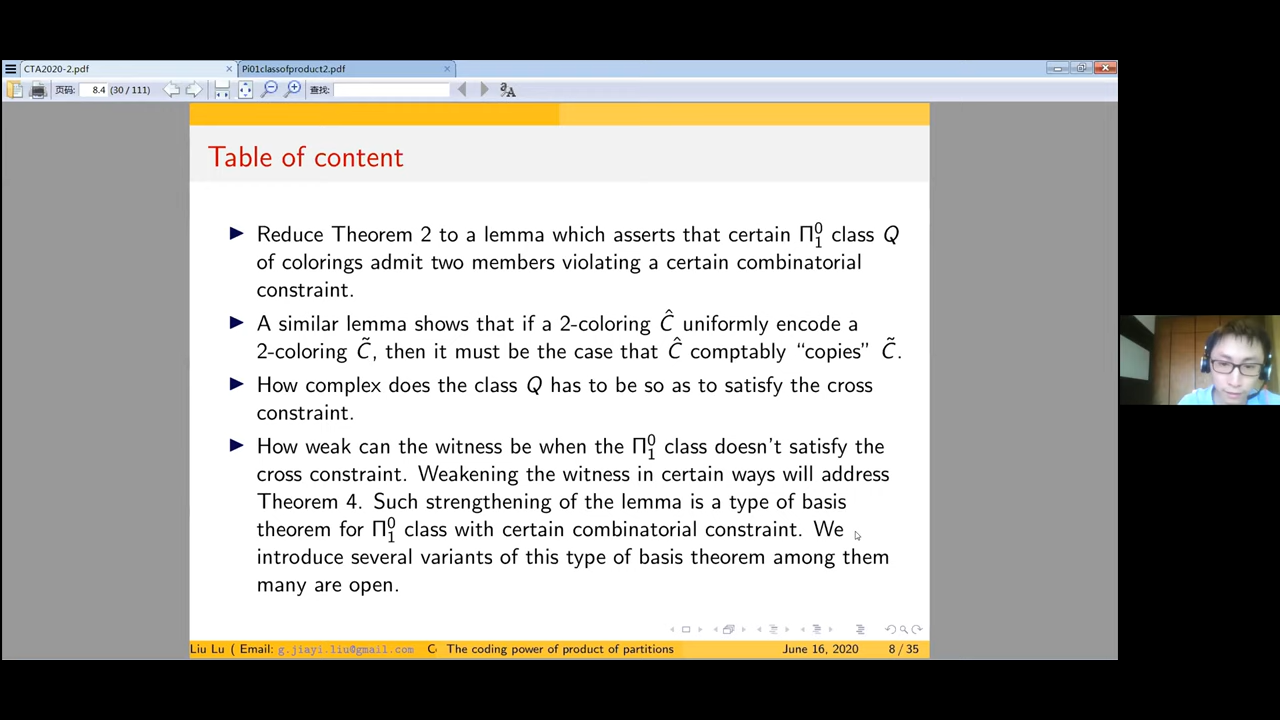 CTA2020-2.pdf
Pi01classofproduct2.pdf
页码: 8.4 (30 / 111) 查找:
Table of content
Reduce Theorem 2 to a lemma which asserts that certain Π⁰₁ class Q
of colorings admit two members violating a certain combinatorial
constraint.
A similar lemma shows that if a 2-coloring Ĉ uniformly encode a
2-coloring C̃, then it must be the case that Ĉ comptably “copies” C̃.
How complex does the class Q has to be so as to satisfy the cross
constraint.
How weak can the witness be when the Π⁰₁ class doesn't satisfy the
cross constraint. Weakening the witness in certain ways will address
Theorem 4. Such strengthening of the lemma is a type of basis
theorem for Π⁰₁ class with certain combinatorial constraint. We
introduce several variants of this type of basis theorem among them
many are open.
Liu Lu ( Email: g.jiayi.liu@gmail.com The coding power of product of partitions June 16, 2020 8 / 35